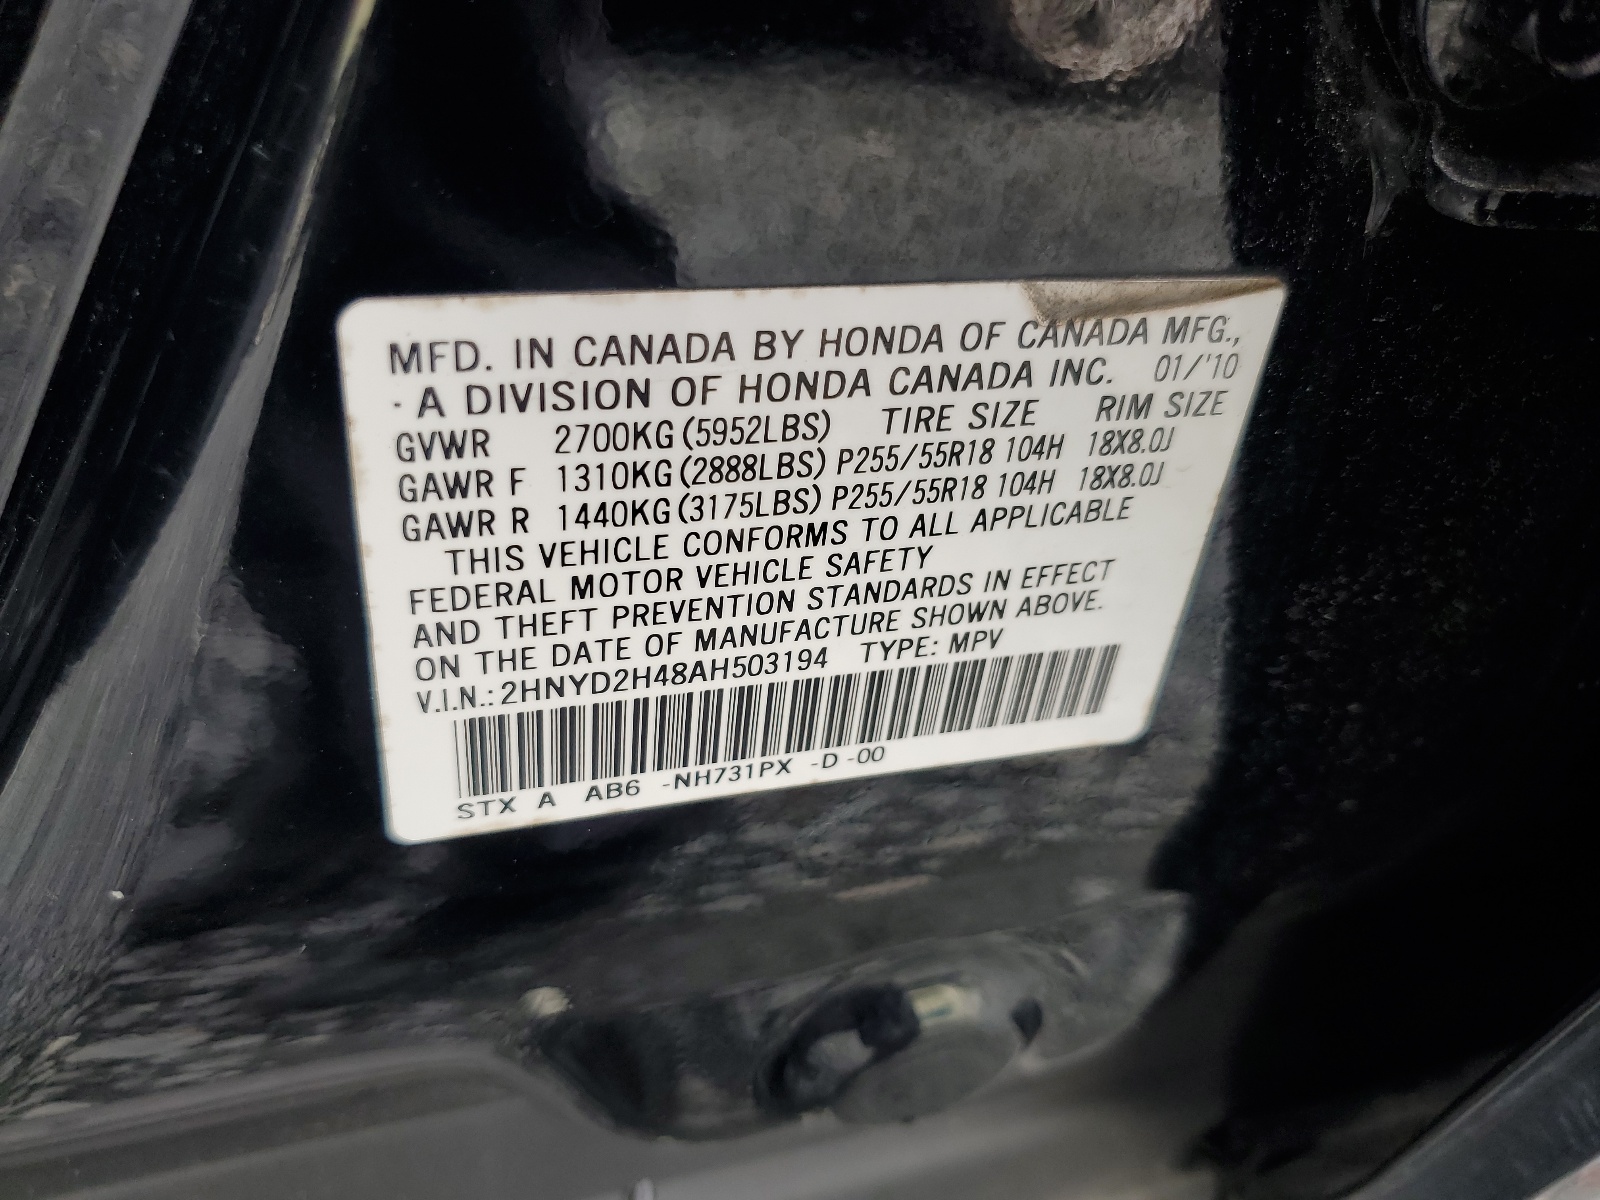 MFD. IN CANADA BY HONDA OF CANADA MFG.,
· A DIVISION OF HONDA CANADA INC. 01/'10
GVWR 2700KG(5952LBS) TIRE SIZE RIM SIZE
GAWR F 1310KG(2888LBS) P255/55R18 104H 18X8.0J
GAWR R 1440KG(3175LBS) P255/55R18 104H 18X8.0J
THIS VEHICLE CONFORMS TO ALL APPLICABLE
FEDERAL MOTOR VEHICLE SAFETY
AND THEFT PREVENTION STANDARDS IN EFFECT
ON THE DATE OF MANUFACTURE SHOWN ABOVE.
V.I.N.: 2HNYD2H48AH503194 TYPE: MPV
STX A AB6 -NH731PX -D -00